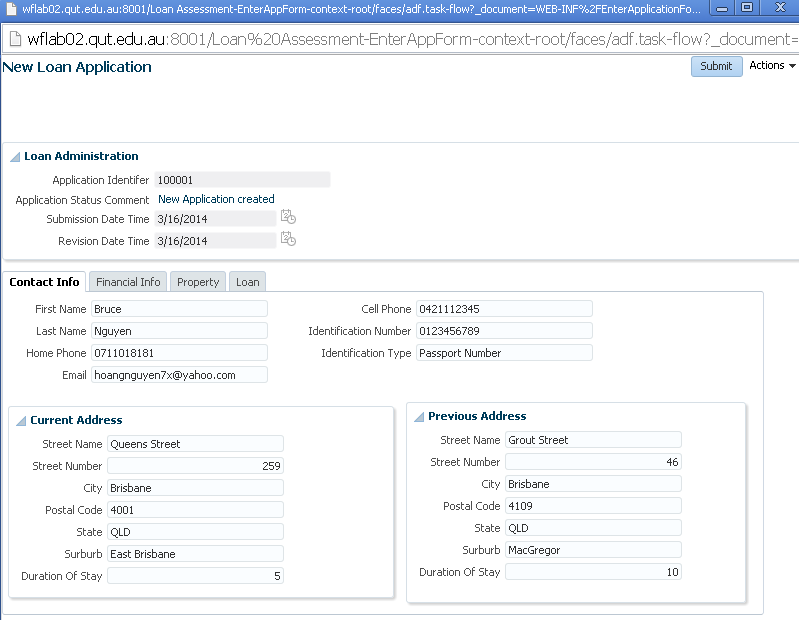 wflab02.qut.edu.au:8001/Loan Assessment-EnterAppForm-context-root/faces/adf.task-flow?_document=WEB-INF%2FEnterApplicationFo...
wflab02.qut.edu.au:8001/Loan%20Assessment-EnterAppForm-context-root/faces/adf.task-flow?_document=
New Loan Application Submit Actions
Loan Administration
Application Identifer 100001
Application Status Comment New Application created
Submission Date Time 3/16/2014
Revision Date Time 3/16/2014
Contact Info Financial Info Property Loan
First Name Bruce Cell Phone 0421112345
Last Name Nguyen Identification Number 0123456789
Home Phone 0711018181 Identification Type Passport Number
Email hoangnguyen7x@yahoo.com
Current Address
Street Name Queens Street
Street Number 259
City Brisbane
Postal Code 4001
State QLD
Surburb East Brisbane
Duration Of Stay 5
Previous Address
Street Name Grout Street
Street Number 46
City Brisbane
Postal Code 4109
State QLD
Surburb MacGregor
Duration Of Stay 10